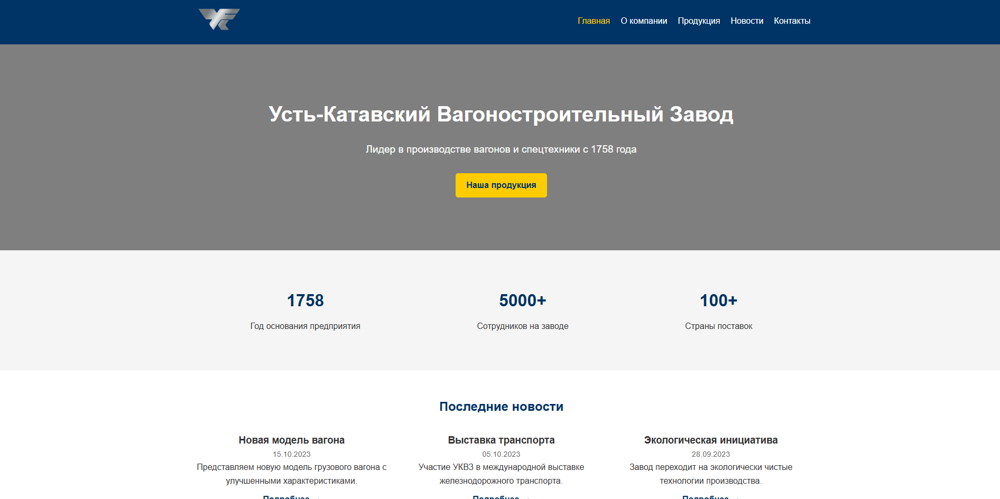 Главная О компании Продукция Новости Контакты
Усть-Катавский Вагоностроительный Завод
Лидер в производстве вагонов и спецтехники с 1758 года
Наша продукция
1758 5000+ 100+
Год основания предприятия Сотрудников на заводе Страны поставок
Последние новости
Новая модель вагона
15.10.2023
Представляем новую модель грузового вагона с
улучшенными характеристиками.
Подробнее →
Выставка транспорта
05.10.2023
Участие УКВЗ в международной выставке
железнодорожного транспорта.
Подробнее →
Экологическая инициатива
28.09.2023
Завод переходит на экологически чистые
технологии производства.
Подробнее →